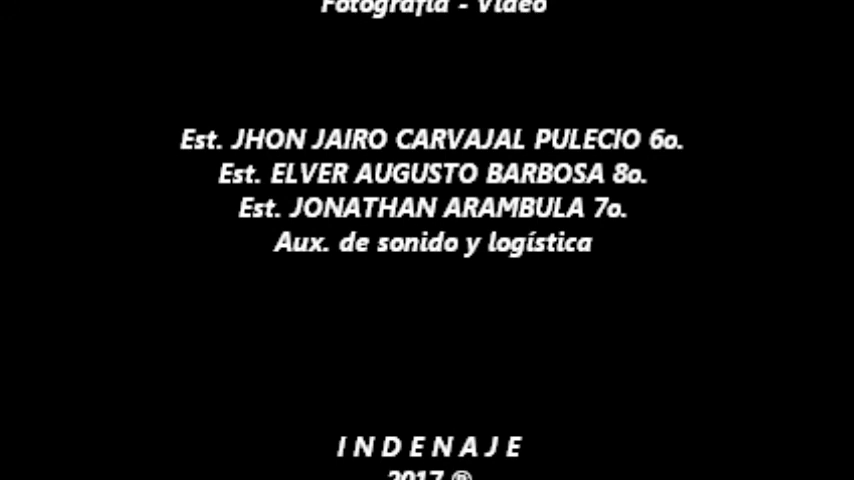 Fotografía - Video
Est. JHON JAIRO CARVAJAL PULECIO 6o.
Est. ELVER AUGUSTO BARBOSA 8o.
Est. JONATHAN ARAMBULA 7o.
Aux. de sonido y logística
I N D E N A J E
2017 ®